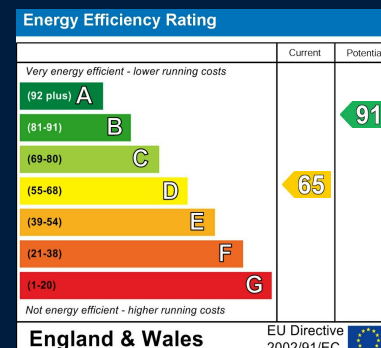 Energy Efficiency Rating
Current
Very energy efficient - lower running costs
(92 plus) A
(81-91) B
91
(69-80) C
(55-68) D
65
(39-54) E
(21-38) F
(1-20) G
Not energy efficient - higher running costs
England & Wales
EU Directive
2002/91/EC